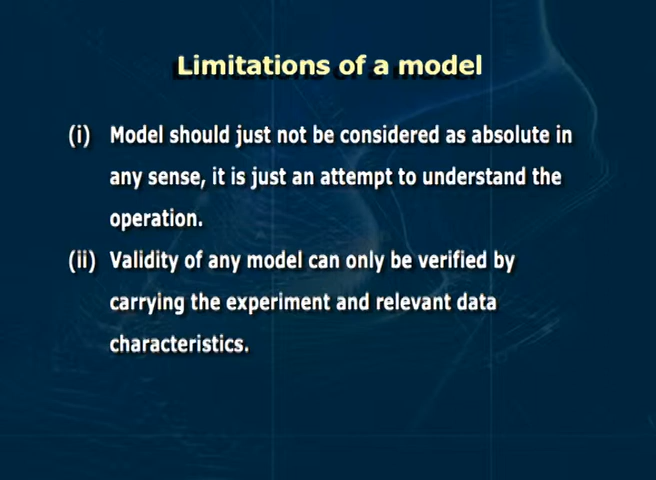 Limitations of a model
(i) Model should just not be considered as absolute in
any sense, it is just an attempt to understand the
operation.
(ii) Validity of any model can only be verified by
carrying the experiment and relevant data
characteristics.